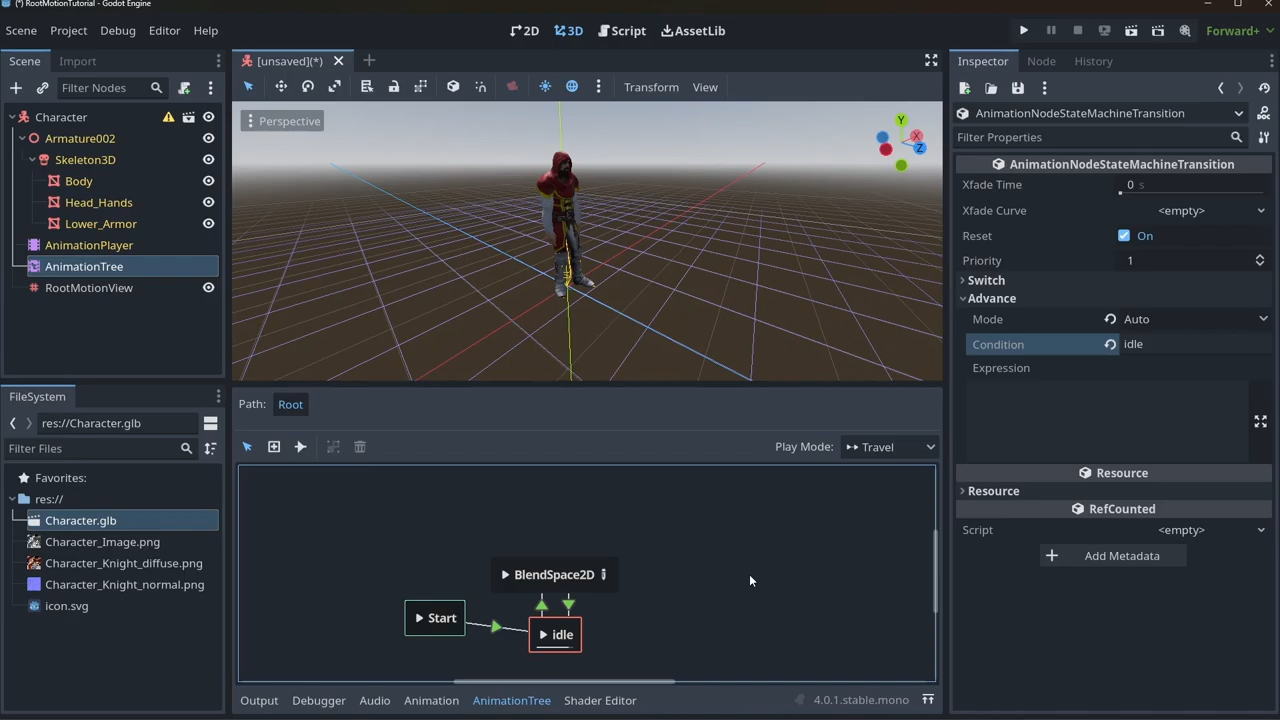 (*) RootMotionTutorial - Godot Engine
Scene Project Debug Editor Help
2D 3D Script AssetLib
Forward+
Scene Import
Filter Nodes
Character
Armature002
Skeleton3D
Body
Head_Hands
Lower_Armor
AnimationPlayer
AnimationTree
RootMotionView
FileSystem
res://Character.glb
Filter Files
Favorites:
res://
Character.glb
Character_Image.png
Character_Knight_diffuse.png
Character_Knight_normal.png
icon.svg
[unsaved](*)
Transform View
Perspective
Y
X
Z
Path: Root
Play Mode: Travel
BlendSpace2D
Start
idle
Output Debugger Audio Animation AnimationTree Shader Editor
4.0.1.stable.mono
Inspector Node History
AnimationNodeStateMachineTransition
Filter Properties
AnimationNodeStateMachineTransition
Xfade Time 0 s
Xfade Curve <empty>
Reset On
Priority 1
Switch
Advance
Mode Auto
Condition idle
Expression
Resource
Resource
RefCounted
Script <empty>
Add Metadata